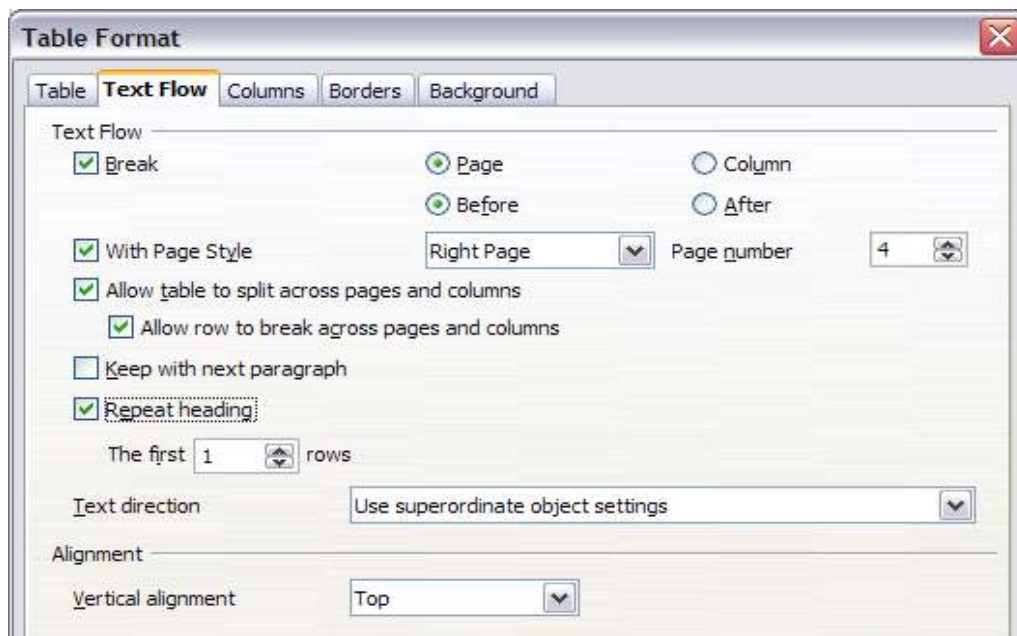 Table Format
Table Text Flow Columns Borders Background
Text Flow
Break Page Column
Before After
With Page Style Right Page Page number 4
Allow table to split across pages and columns
Allow row to break across pages and columns
Keep with next paragraph
Repeat heading
The first 1 rows
Text direction Use superordinate object settings
Alignment
Vertical alignment Top